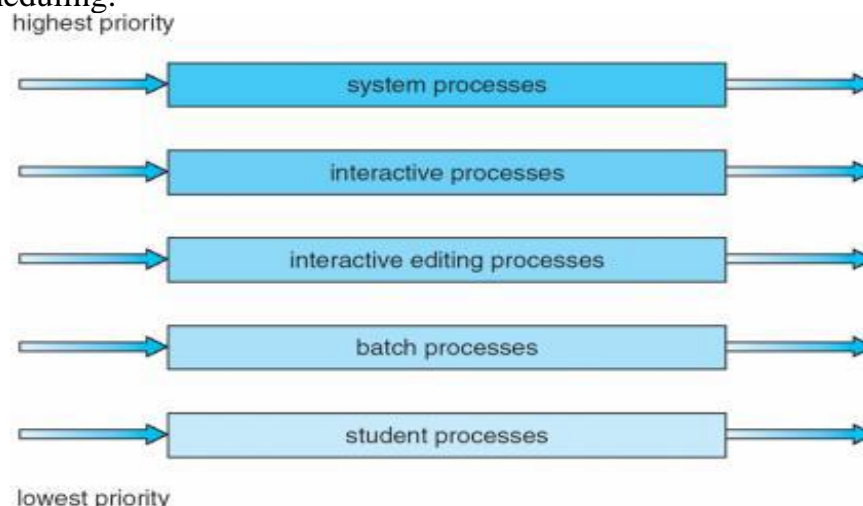 highest priority
system processes
interactive processes
interactive editing processes
batch processes
student processes
lowest priority